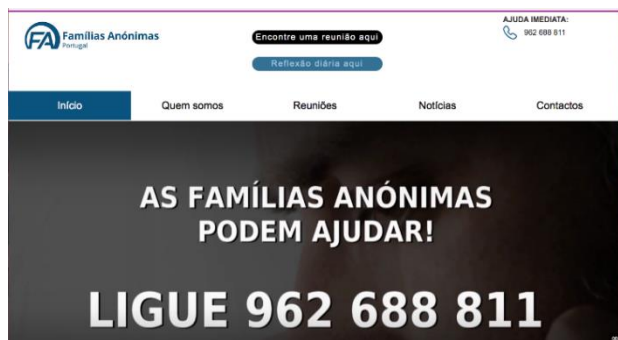 FA Famílias Anónimas
Portugal
Encontre uma reunião aqui
Reflexão diária aqui
AJUDA IMEDIATA:
962 688 811
Início
Quem somos
Reuniões
Notícias
Contactos
AS FAMÍLIAS ANÓNIMAS
PODEM AJUDAR!
LIGUE 962 688 811